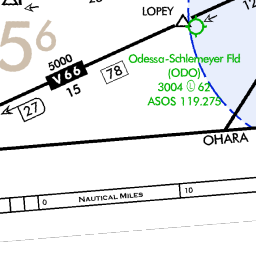 LOPEY
12
5⁶
Odessa-Schlemeyer Fld
(ODO)
3004 Ⓛ 62
ASOS 119.275
5000
V 66
15
78
27
OHARA
0 NAUTICAL MILES 10